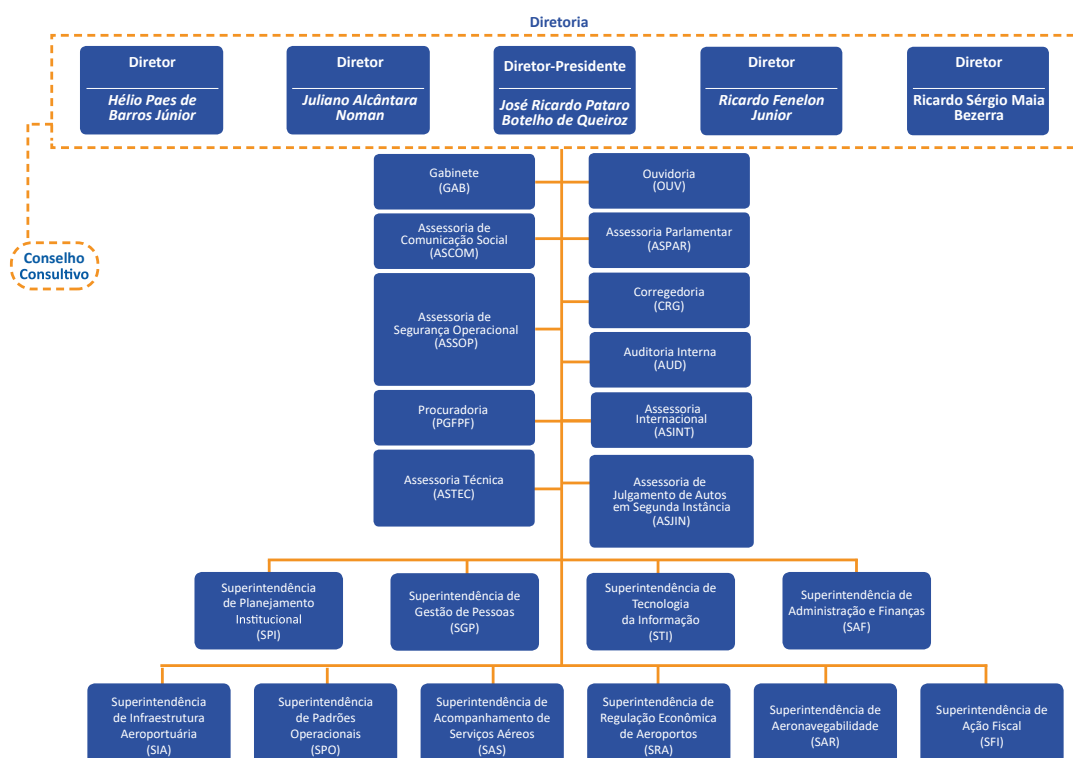 Diretoria
Diretor
Hélio Paes de
Barros Júnior
Diretor
Juliano Alcântara
Noman
Diretor-Presidente
José Ricardo Pataro
Botelho de Queiroz
Diretor
Ricardo Fenelon
Junior
Diretor
Ricardo Sérgio Maia
Bezerra
Conselho
Consultivo
Gabinete
(GAB)
Ouvidoria
(OUV)
Assessoria de
Comunicação Social
(ASCOM)
Assessoria Parlamentar
(ASPAR)
Assessoria de
Segurança Operacional
(ASSOP)
Corregedoria
(CRG)
Auditoria Interna
(AUD)
Procuradoria
(PGFPF)
Assessoria
Internacional
(ASINT)
Assessoria Técnica
(ASTEC)
Assessoria de
Julgamento de Autos
em Segunda Instância
(ASJIN)
Superintendência
de Planejamento
Institucional
(SPI)
Superintendência de
Gestão de Pessoas
(SGP)
Superintendência de
Tecnologia
da Informação
(STI)
Superintendência de
Administração e Finanças
(SAF)
Superintendência
de Infraestrutura
Aeroportuária
(SIA)
Superintendência
de Padrões
Operacionais
(SPO)
Superintendência de
Acompanhamento de
Serviços Aéreos
(SAS)
Superintendência de
Regulação Econômica
de Aeroportos
(SRA)
Superintendência de
Aeronavegabilidade
(SAR)
Superintendência de
Ação Fiscal
(SFI)